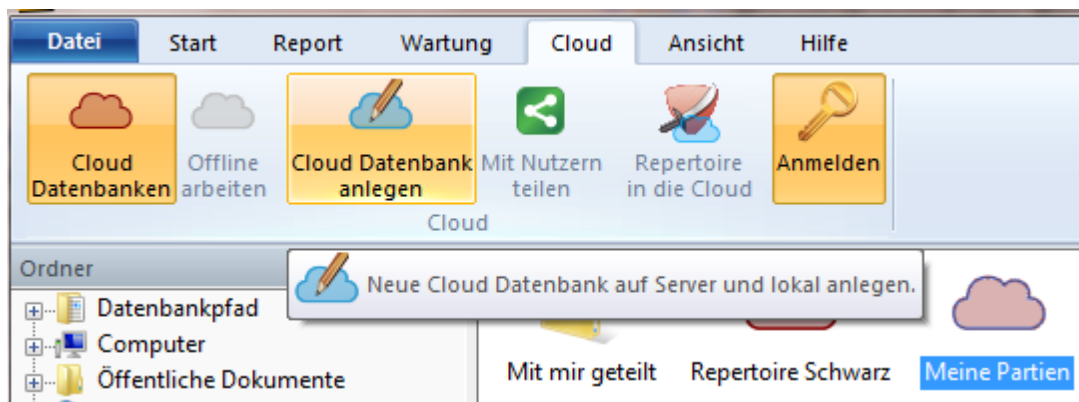 Datei Start Report Wartung Cloud Ansicht Hilfe
Cloud Offline Cloud Datenbank Mit Nutzern Repertoire Anmelden
Datenbanken arbeiten anlegen teilen in die Cloud
Cloud
Ordner
Neue Cloud Datenbank auf Server und lokal anlegen.
Datenbankpfad
Computer
Öffentliche Dokumente
Mit mir geteilt Repertoire Schwarz Meine Partien